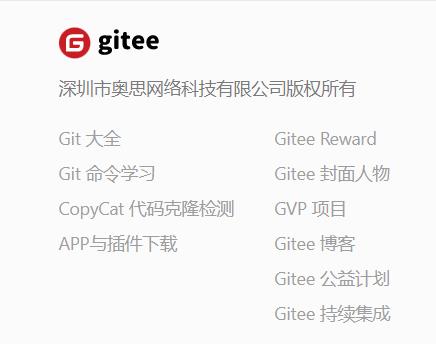 G gitee
深圳市奥思网络科技有限公司版权所有
Git 大全
Git 命令学习
CopyCat 代码克隆检测
APP与插件下载
Gitee Reward
Gitee 封面人物
GVP 项目
Gitee 博客
Gitee 公益计划
Gitee 持续集成